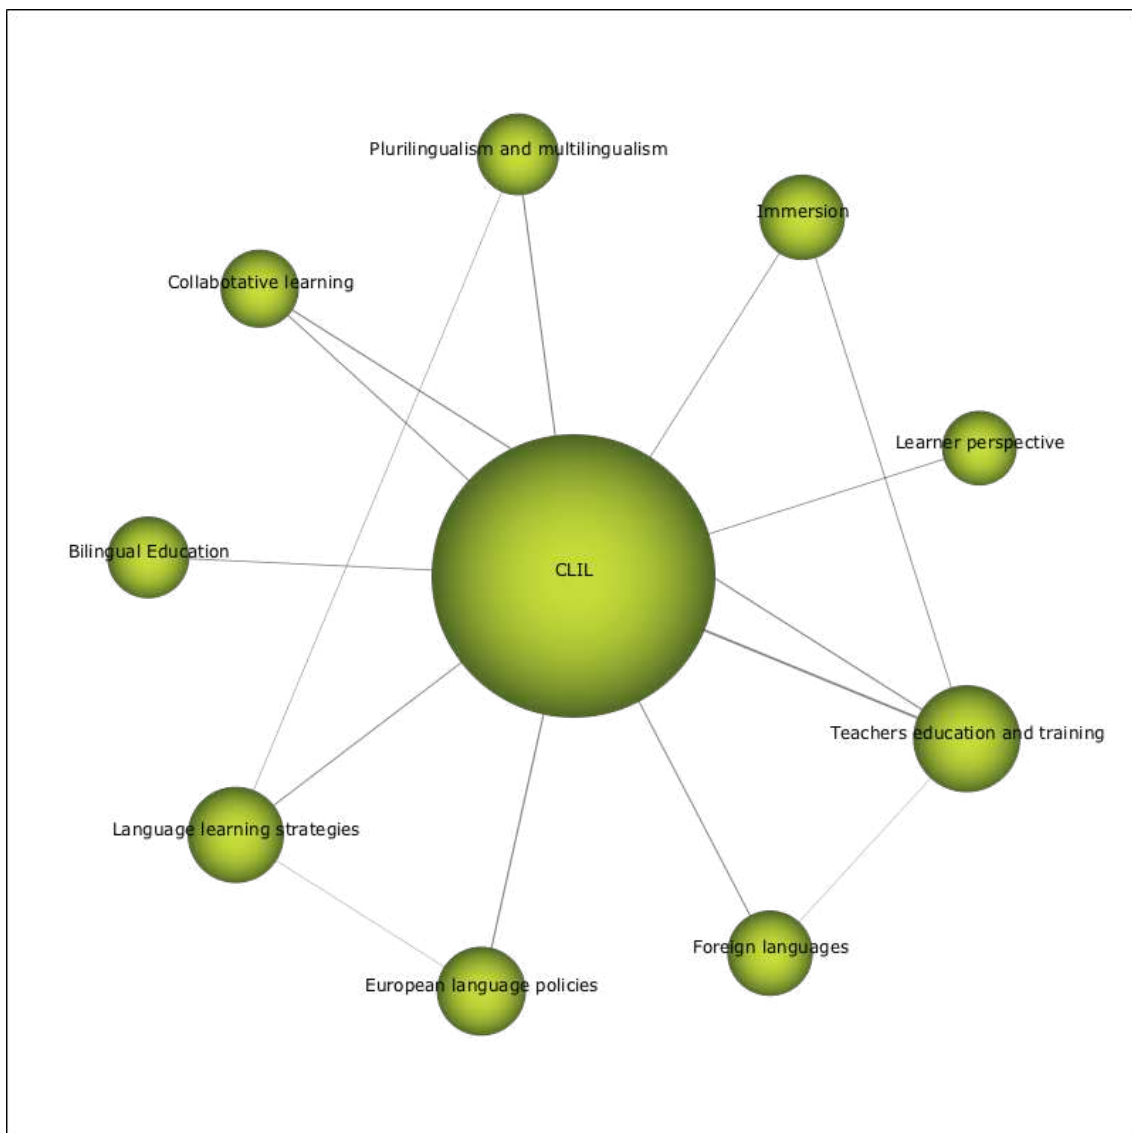 Plurilingualism and multilingualism
Immersion
Collabotative learning
Learner perspective
Bilingual Education
CLIL
Teachers education and training
Language learning strategies
Foreign languages
European language policies